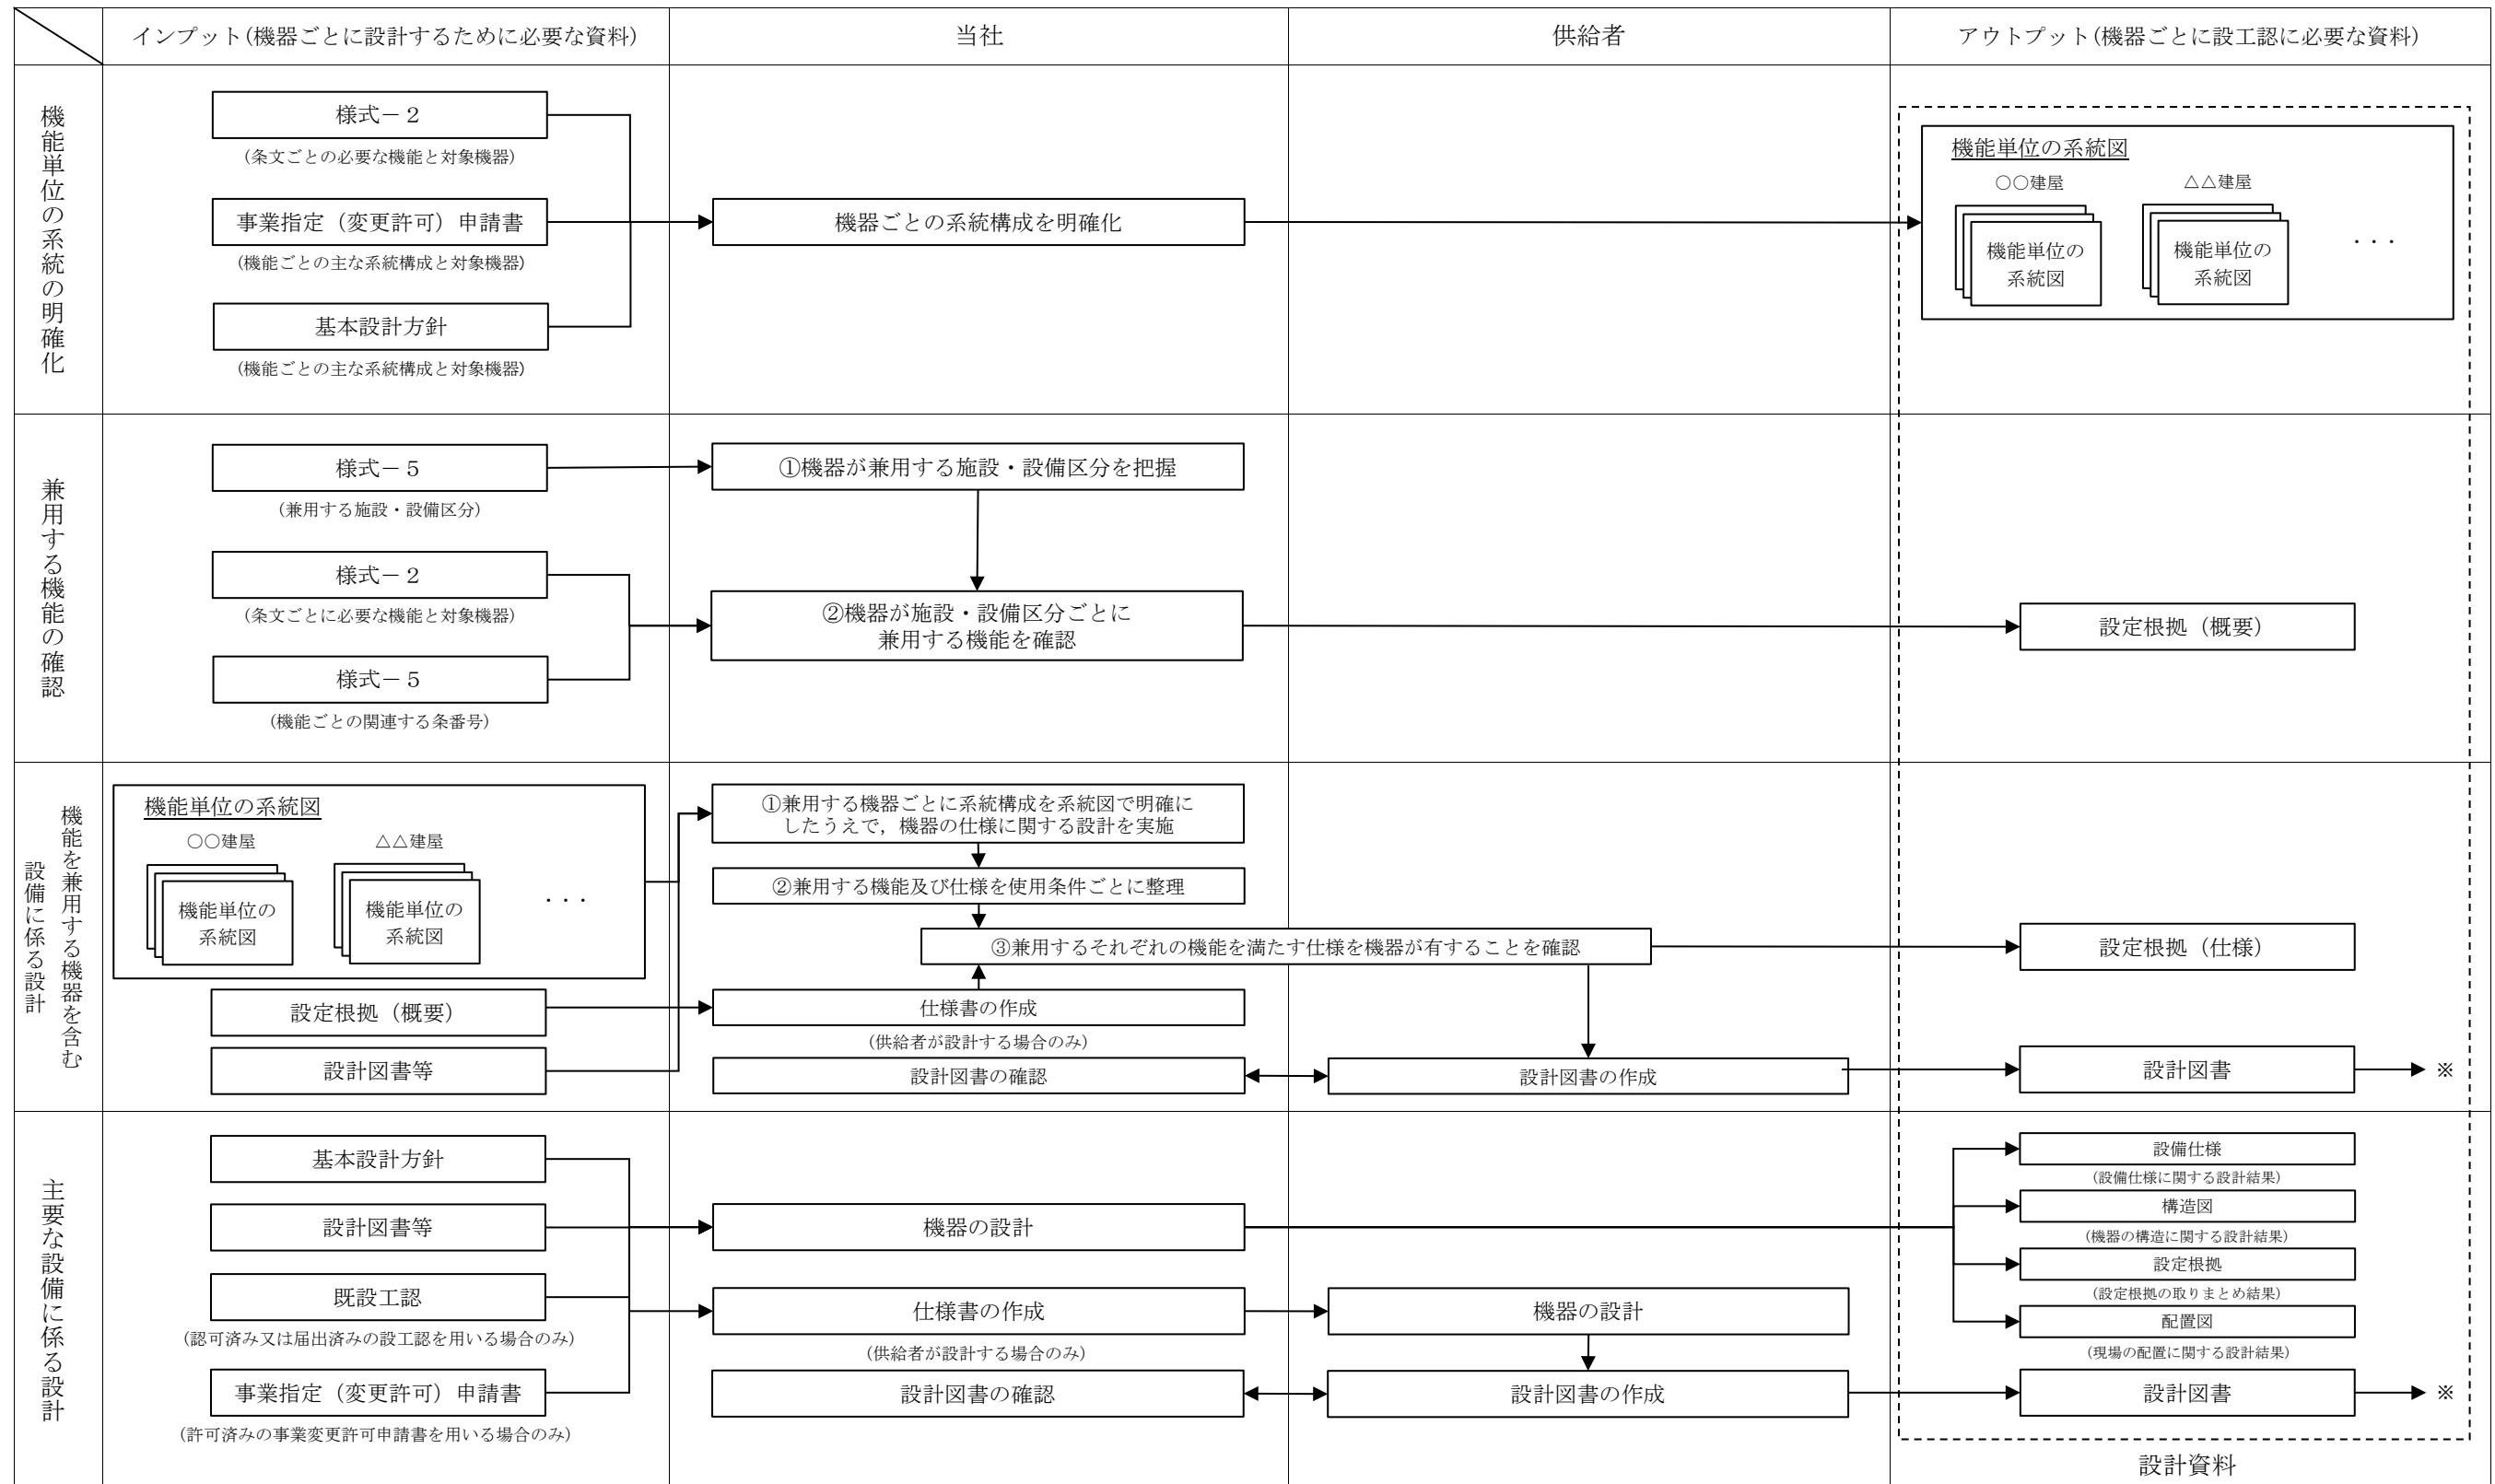 インプット(機器ごとに設計するために必要な資料)
当社
供給者
アウトプット(機器ごとに設工認に必要な資料)
機能単位の系統の明確化
様式－２
(条文ごとの必要な機能と対象機器)
事業指定（変更許可）申請書
(機能ごとの主な系統構成と対象機器)
基本設計方針
(機能ごとの主な系統構成と対象機器)
機器ごとの系統構成を明確化
機能単位の系統図
○○建屋
△△建屋
機能単位の
系統図
機能単位の
系統図
・・・
兼用する機能の確認
様式－５
(兼用する施設・設備区分)
様式－２
(条文ごとに必要な機能と対象機器)
様式－５
(機能ごとの関連する条番号)
①機器が兼用する施設・設備区分を把握
②機器が施設・設備区分ごとに
兼用する機能を確認
設定根拠（概要）
機能を兼用する機器を含む
設備に係る設計
機能単位の系統図
○○建屋
△△建屋
機能単位の
系統図
機能単位の
系統図
・・・
設定根拠（概要）
設計図書等
①兼用する機器ごとに系統構成を系統図で明確に
したうえで，機器の仕様に関する設計を実施
②兼用する機能及び仕様を使用条件ごとに整理
③兼用するそれぞれの機能を満たす仕様を機器が有することを確認
仕様書の作成
(供給者が設計する場合のみ)
設計図書の確認
設計図書の作成
設定根拠（仕様）
設計図書
※
主要な設備に係る設計
基本設計方針
設計図書等
既設工認
(認可済み又は届出済みの設工認を用いる場合のみ)
事業指定（変更許可）申請書
(許可済みの事業変更許可申請書を用いる場合のみ)
機器の設計
仕様書の作成
(供給者が設計する場合のみ)
設計図書の確認
機器の設計
設計図書の作成
設備仕様
(設備仕様に関する設計結果)
構造図
(機器の構造に関する設計結果)
設定根拠
(設定根拠の取りまとめ結果)
配置図
(現場の配置に関する設計結果)
設計図書
※
設計資料